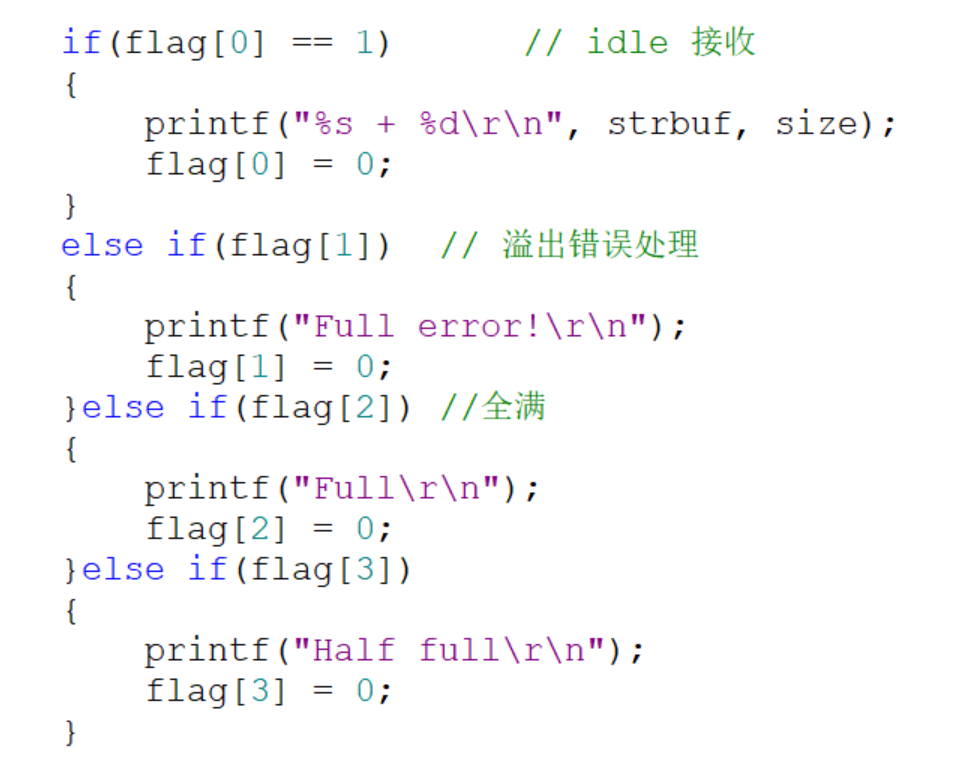 if(flag[0] == 1)      // idle 接收
{
    printf("%s + %d\r\n", strbuf, size);
    flag[0] = 0;
}
else if(flag[1])  // 溢出错误处理
{
    printf("Full error!\r\n");
    flag[1] = 0;
}else if(flag[2]) //全满
{
    printf("Full\r\n");
    flag[2] = 0;
}else if(flag[3])
{
    printf("Half full\r\n");
    flag[3] = 0;
}